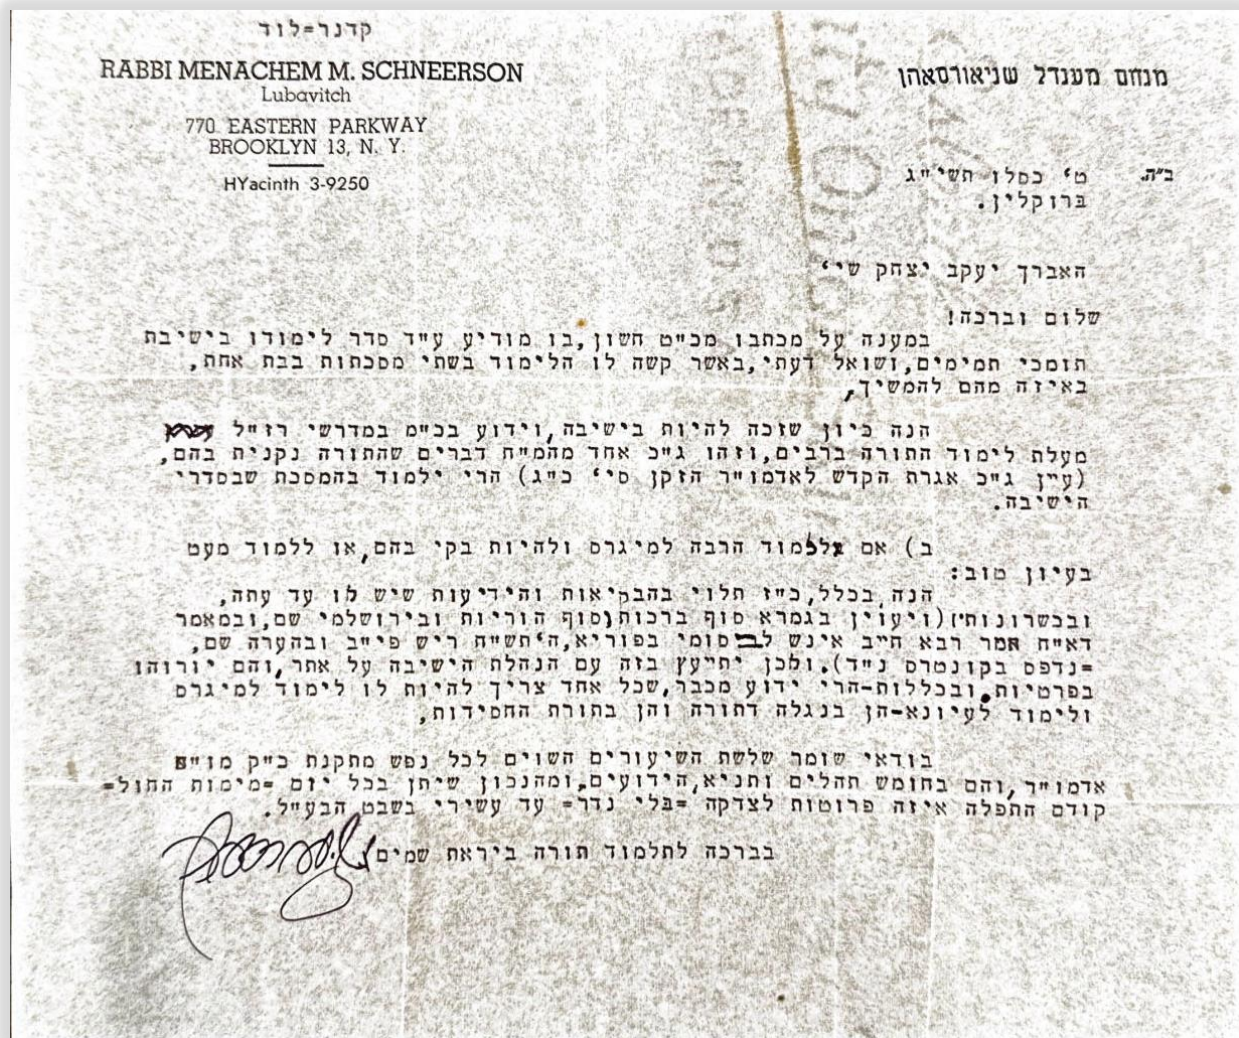 קדנר=לוד
RABBI MENACHEM M. SCHNEERSON
Lubavitch
770 EASTERN PARKWAY
BROOKLYN 13, N. Y.
HYacinth 3-9250
מנחם מענדל שניאורסאהן
ב"ה. ט' כסלו תשי"ג
ברוקלין.
האברך יעקב יצחק שי'
שלום וברכה!
במענה על מכתבו מכ"ט חשון, בו מודיע ע"ד סדר לימודו בישיבת
תומכי תמימים, ושואל דעתי, באשר קשה לו הלימוד בשתי מסכתות בבת אחת,
באיזה מהם להמשיך,
הנה כיון שזכה להיות בישיבה, וידוע בכ"מ במדרשי רז"ל
מעלת לימוד התורה ברבים, וזהו ג"כ אחד מהמ"ח דברים שהתורה נקנית בהם,
(עיין ג"כ אגרת הקדש לאדמו"ר הזקן סי' כ"ג) הרי ילמוד בהמסכת שבסדרי
הישיבה.
ב) אם ללמוד הרבה למיגרס ולהיות בקי בהם, או ללמוד מעט
בעיון טוב:
הנה בכלל, כ"ז תלוי בהבקיאות והידיעות שיש לו עד עתה,
ובכשרונותיו (ויעוין בגמרא סוף ברכות, סוף הוריות ובירושלמי שם, ובמאמר
דא"ח אמר רבא חייב איניש לבסומי בפוריא, ה'תש"ח ריש פי"ב ובהערה שם,
=נדפס בקונטרס נ"ד). ולכן יתייעץ בזה עם הנהלת הישיבה על אתר, והם יורוהו
בפרטיות. ובכללות-הרי ידוע מכבר, שכל אחד צריך להיות לו לימוד למיגרס
ולימוד לעיונא-הן בנגלה דתורה והן בתורת החסידות,
בודאי שומר שלשת השיעורים השוים לכל נפש מתקנת כ"ק מו"ח
אדמו"ר, והם בחומש תהלים ותניא, הידועים. ומהנכון שיתן בכל יום =מימות החול=
קודם התפלה איזה פרוטות לצדקה =בלי נדר= עד עשירי בשבט הבע"ל.
בברכה לתלמוד תורה ביראת שמים